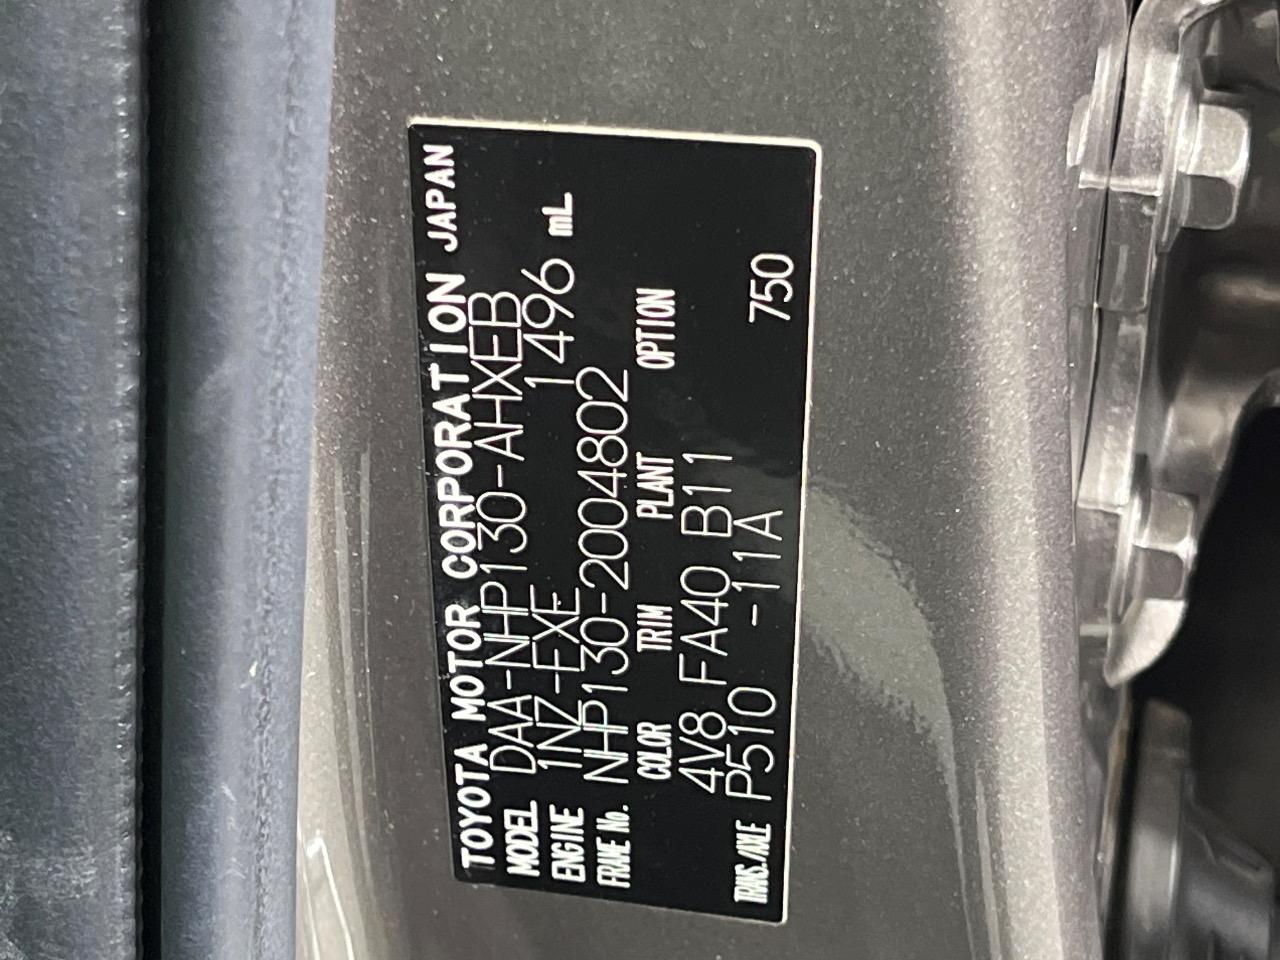 TOYOTA MOTOR CORPORATION JAPAN
MODEL DAA-NHP130-AHXEB
ENGINE 1NZ-FXE 1496 mL
FRAME No. NHP130-2004802
COLOR TRIM PLANT OPTION
4V8 FA40 B11
TRANS./AXLE P510 -11A 750